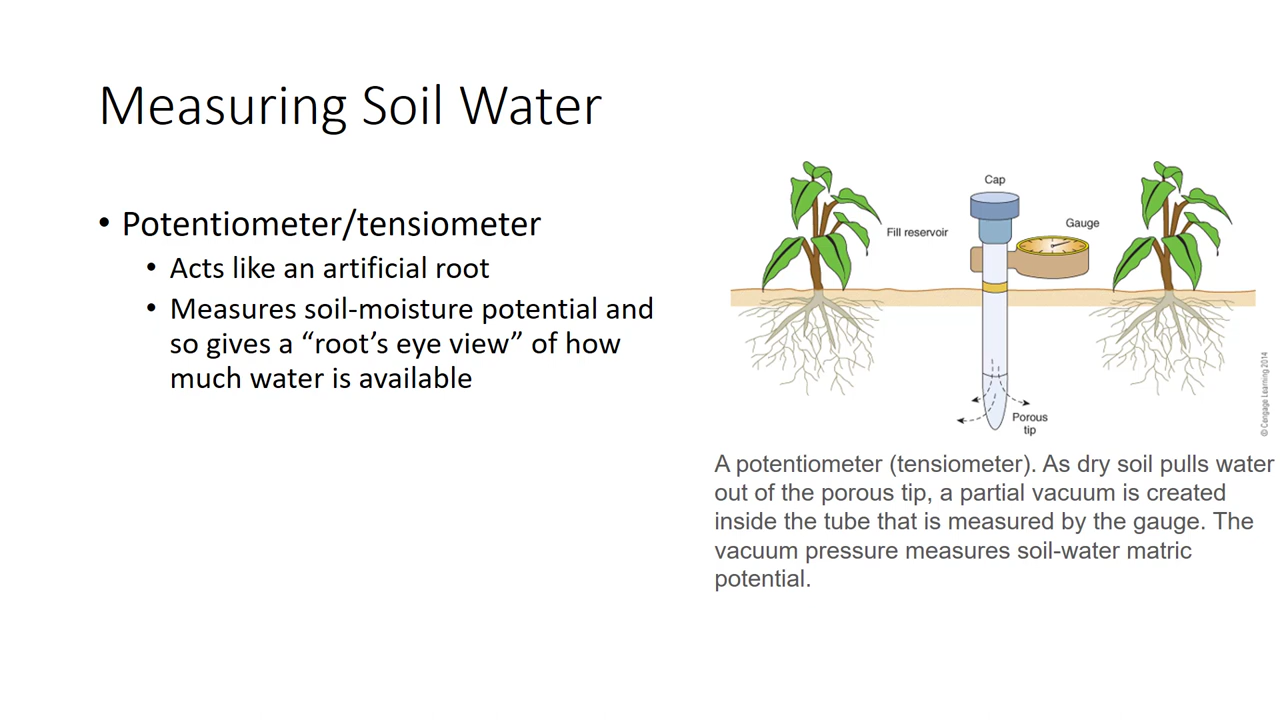 Measuring Soil Water
• Potentiometer/tensiometer
• Acts like an artificial root
• Measures soil-moisture potential and
so gives a “root’s eye view” of how
much water is available
Cap
Fill reservoir
Gauge
Porous
tip
© Cengage Learning 2014
A potentiometer (tensiometer). As dry soil pulls water
out of the porous tip, a partial vacuum is created
inside the tube that is measured by the gauge. The
vacuum pressure measures soil-water matric
potential.